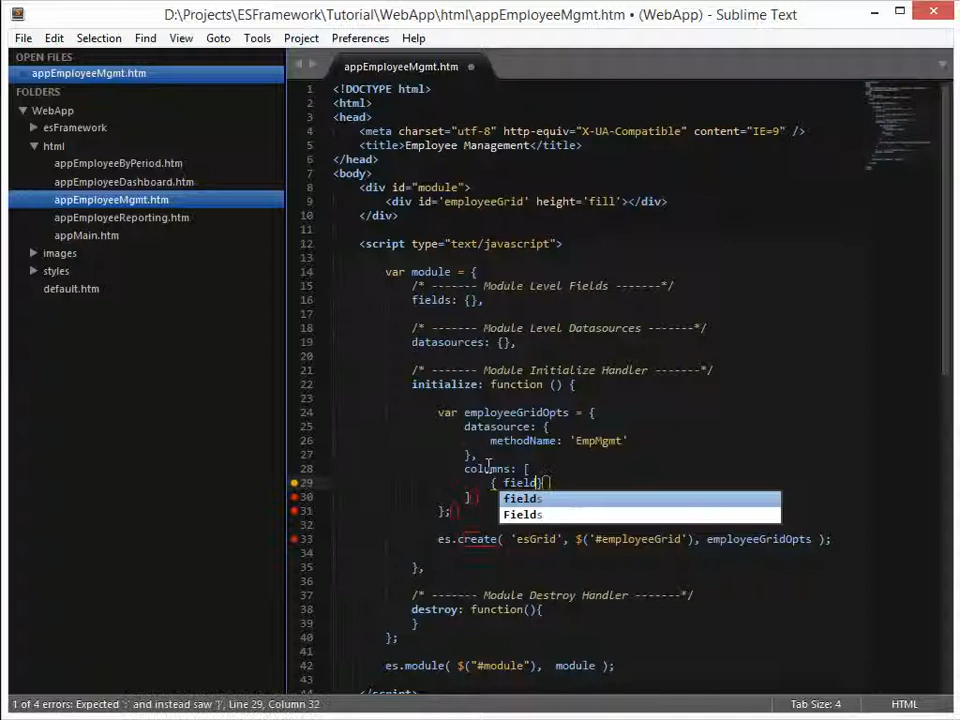 D:\Projects\ESFramework\Tutorial\WebApp\html\appEmployeeMgmt.htm • (WebApp) - Sublime Text
File Edit Selection Find View Goto Tools Project Preferences Help
OPEN FILES
appEmployeeMgmt.htm
FOLDERS
WebApp
esFramework
html
appEmployeeByPeriod.htm
appEmployeeDashboard.htm
appEmployeeMgmt.htm
appEmployeeReporting.htm
appMain.htm
images
styles
default.htm
appEmployeeMgmt.htm
1 <!DOCTYPE html>
2 <html>
3 <head>
4 <meta charset="utf-8" http-equiv="X-UA-Compatible" content="IE=9" />
5 <title>Employee Management</title>
6 </head>
7 <body>
8 <div id="module">
9 <div id='employeeGrid' height='fill'></div>
10 </div>
11
12 <script type="text/javascript">
13
14 var module = {
15 /* ------- Module Level Fields -------*/
16 fields: {},
17
18 /* ------- Module Level Datasources -------*/
19 datasources: {},
20
21 /* ------- Module Initialize Handler -------*/
22 initialize: function () {
23
24 var employeeGridOpts = {
25 datasource: {
26 methodName: 'EmpMgmt'
27 },
28 columns: [
29 { field}
30 ]
31 };
fields
Fields
32
33 es.create( 'esGrid', $('#employeeGrid'), employeeGridOpts );
34
35 },
36
37 /* ------- Module Destroy Handler -------*/
38 destroy: function(){
39 }
40 };
41
42 es.module( $("#module"), module );
43
44 </script>
1 of 4 errors: Expected ':' and instead saw '}', Line 29, Column 32 Tab Size: 4 HTML